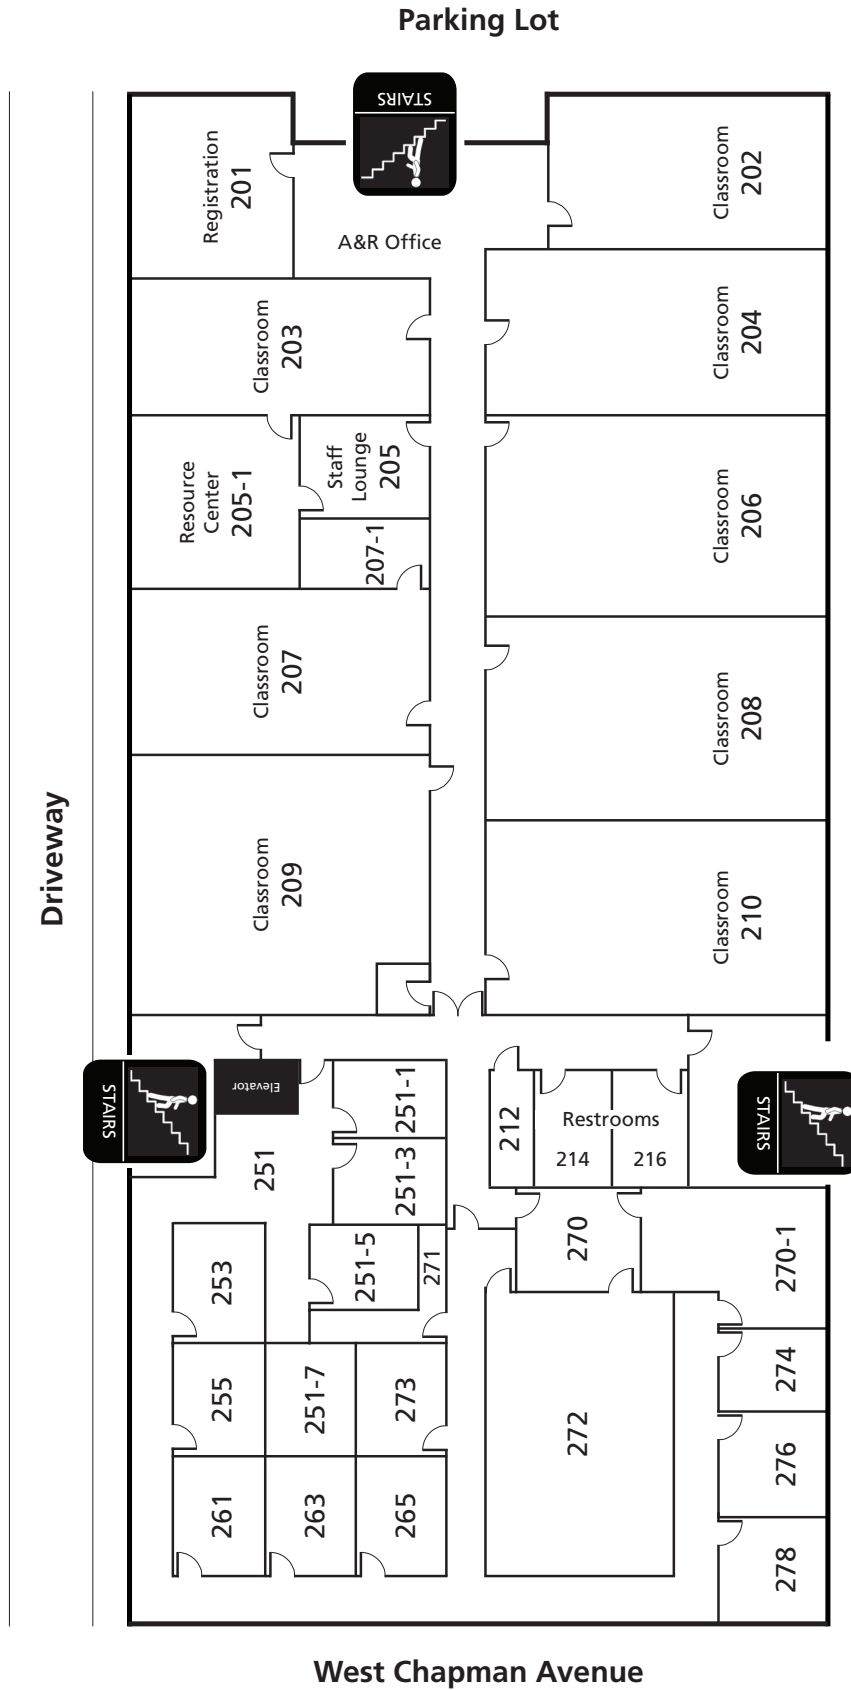 Parking Lot
STAIRS
Registration
201
Classroom
202
A&R Office
Classroom
203
Classroom
204
Resource
Center
205-1
Staff
Lounge
205
Classroom
206
207-1
Classroom
207
Classroom
208
Driveway
Classroom
209
Classroom
210
STAIRS
Elevator
251-1
212
Restrooms
214
216
STAIRS
251
251-3
253
251-5
271
270
270-1
255
251-7
273
272
274
276
261
263
265
278
West Chapman Avenue